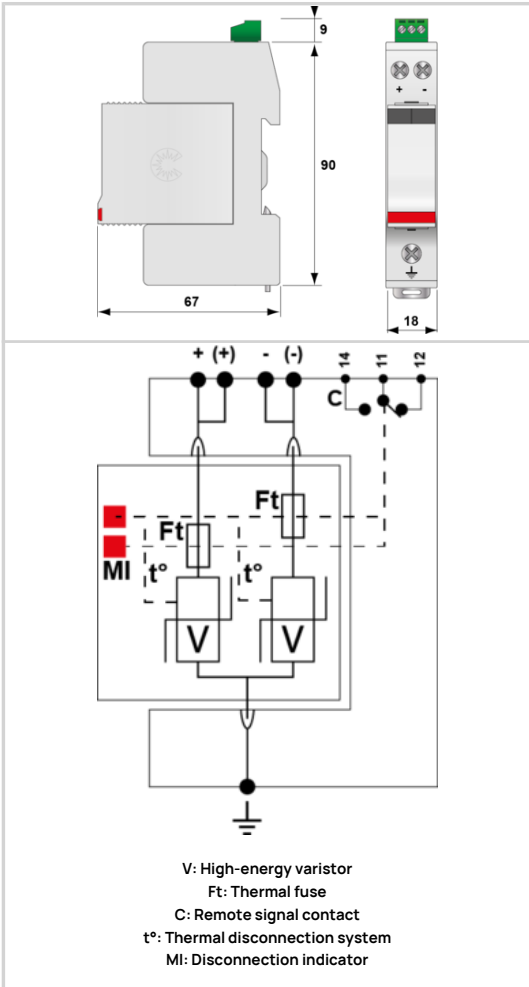 9
90
67
+ -
18
+ (+) - (-)
14 11 12
C
Ft
Ft
-
MI
t°
t°
V
V
V: High-energy varistor
Ft: Thermal fuse
C: Remote signal contact
t°: Thermal disconnection system
MI: Disconnection indicator